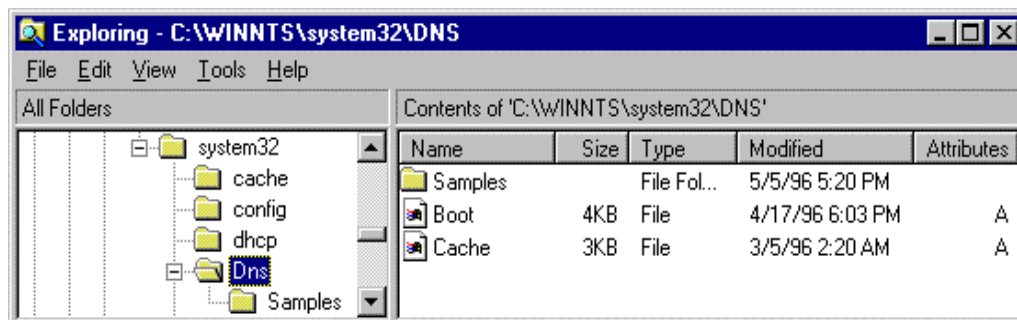 Exploring - C:\WINNTS\system32\DNS
File Edit View Tools Help
All Folders
Contents of 'C:\WINNTS\system32\DNS'
system32
cache
config
dhcp
Dns
Samples
Name Size Type Modified Attributes
Samples File Fol... 5/5/96 5:20 PM
Boot 4KB File 4/17/96 6:03 PM A
Cache 3KB File 3/5/96 2:20 AM A